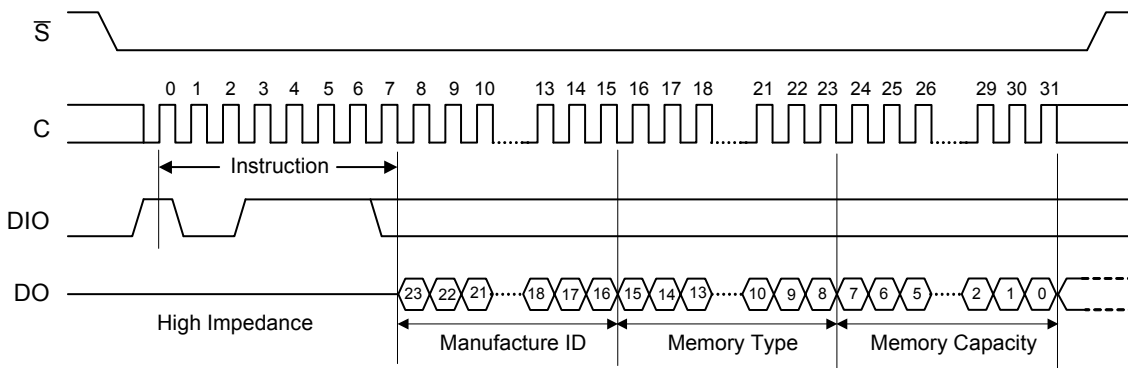 S
0 1 2 3 4 5 6 7 8 9 10 13 14 15 16 17 18 21 22 23 24 25 26 29 30 31
C
Instruction
DIO
DO
23 22 21 18 17 16 15 14 13 10 9 8 7 6 5 2 1 0
High Impedance
Manufacture ID
Memory Type
Memory Capacity